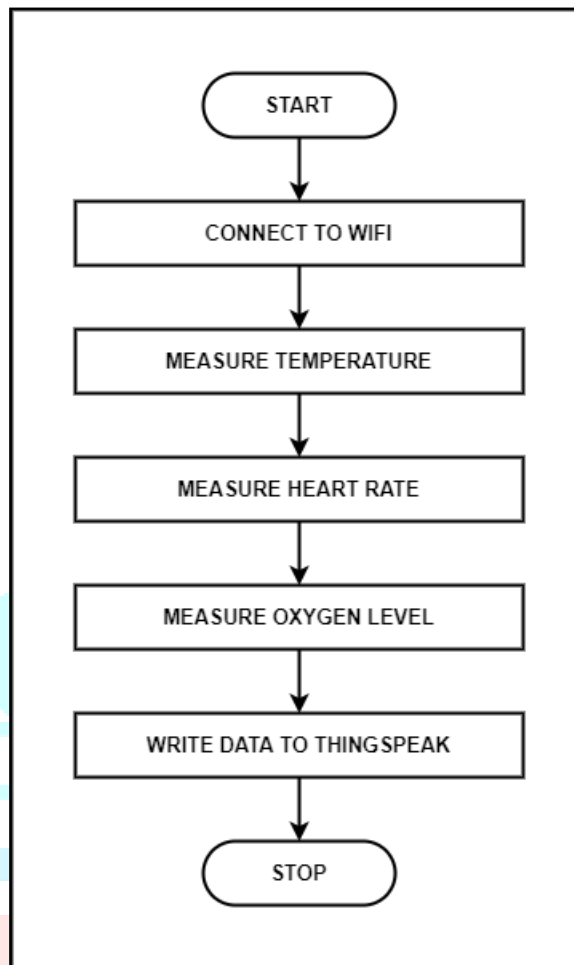 START
CONNECT TO WIFI
MEASURE TEMPERATURE
MEASURE HEART RATE
MEASURE OXYGEN LEVEL
WRITE DATA TO THINGSPEAK
STOP